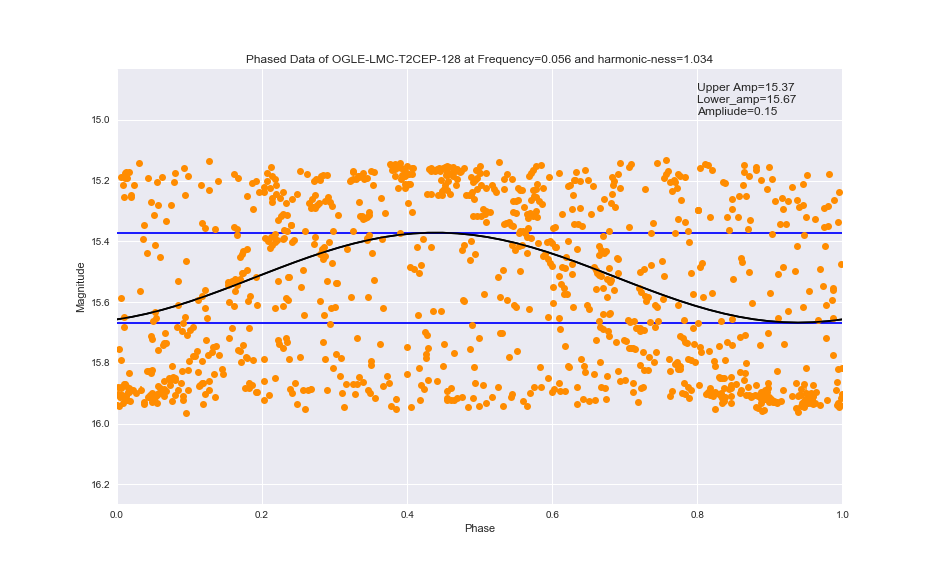 Phased Data of OGLE-LMC-T2CEP-128 at Frequency=0.056 and harmonic-ness=1.034
Upper Amp=15.37
Lower_amp=15.67
Ampliude=0.15
15.0
15.2
15.4
15.6
15.8
16.0
16.2
Magnitude
0.0 0.2 0.4 0.6 0.8 1.0
Phase